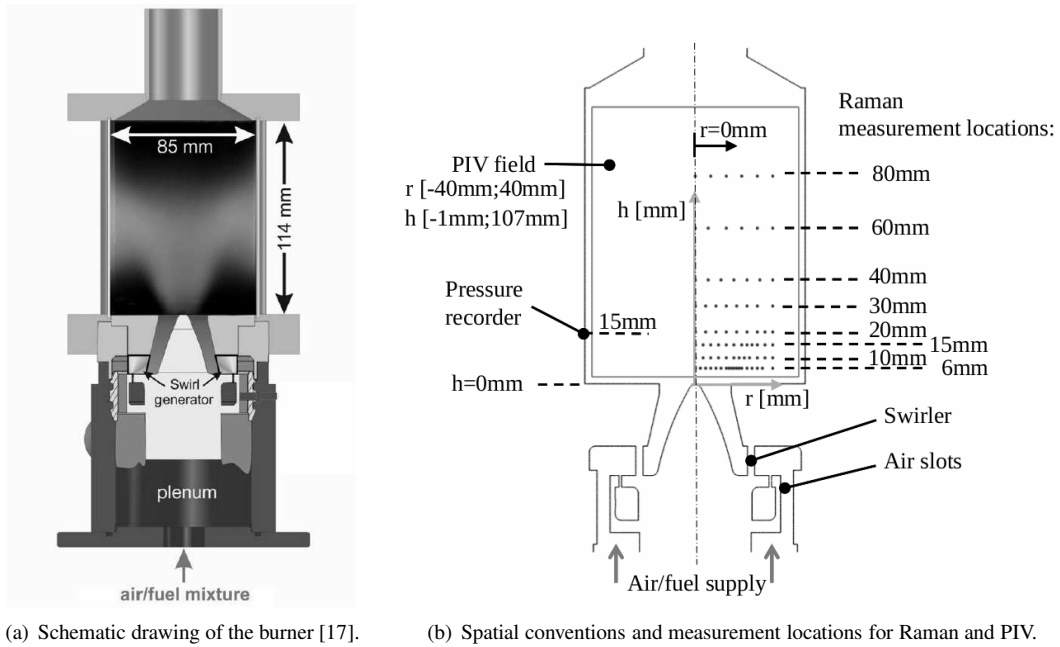 85 mm
114 mm
Swirl
generator
plenum
air/fuel mixture
(a) Schematic drawing of the burner [17].
Raman
measurement locations:
r=0mm
PIV field
r [-40mm;40mm]
h [-1mm;107mm]
h [mm]
80mm
60mm
40mm
30mm
20mm
15mm
10mm
6mm
Pressure
recorder
15mm
h=0mm
r [mm]
Swirler
Air slots
Air/fuel supply
(b) Spatial conventions and measurement locations for Raman and PIV.